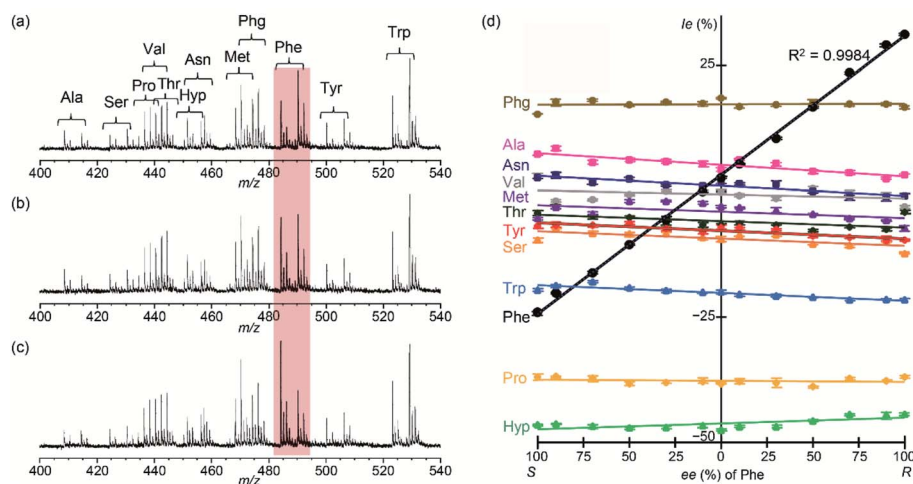 (a)
Ala
Ser
Pro
Val
Thr
Hyp
Asn
Met
Phg
Phe
Tyr
Trp
400 420 440 460 480 500 520 540
m/z
(b)
400 420 440 460 480 500 520 540
m/z
(c)
400 420 440 460 480 500 520 540
m/z
(d)
Ie (%)
25
R² = 0.9984
Phg
Ala
Asn
Val
Met
Thr
Tyr
Ser
Trp
Phe
−25
Pro
Hyp
−50
100 75 50 25 0 25 50 75 100
S ee (%) of Phe R